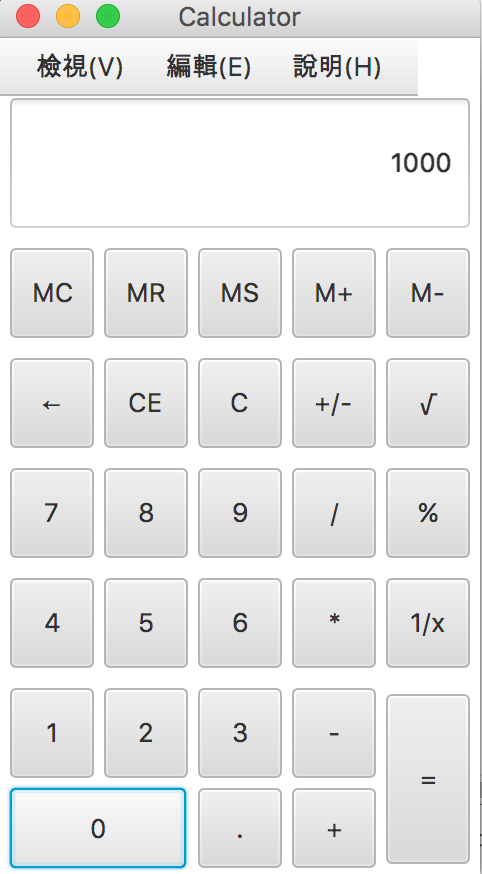 Calculator
檢視(V) 編輯(E) 說明(H)
1000
MC MR MS M+ M-
← CE C +/- √
7 8 9 / %
4 5 6 * 1/x
1 2 3 -
=
0 . +